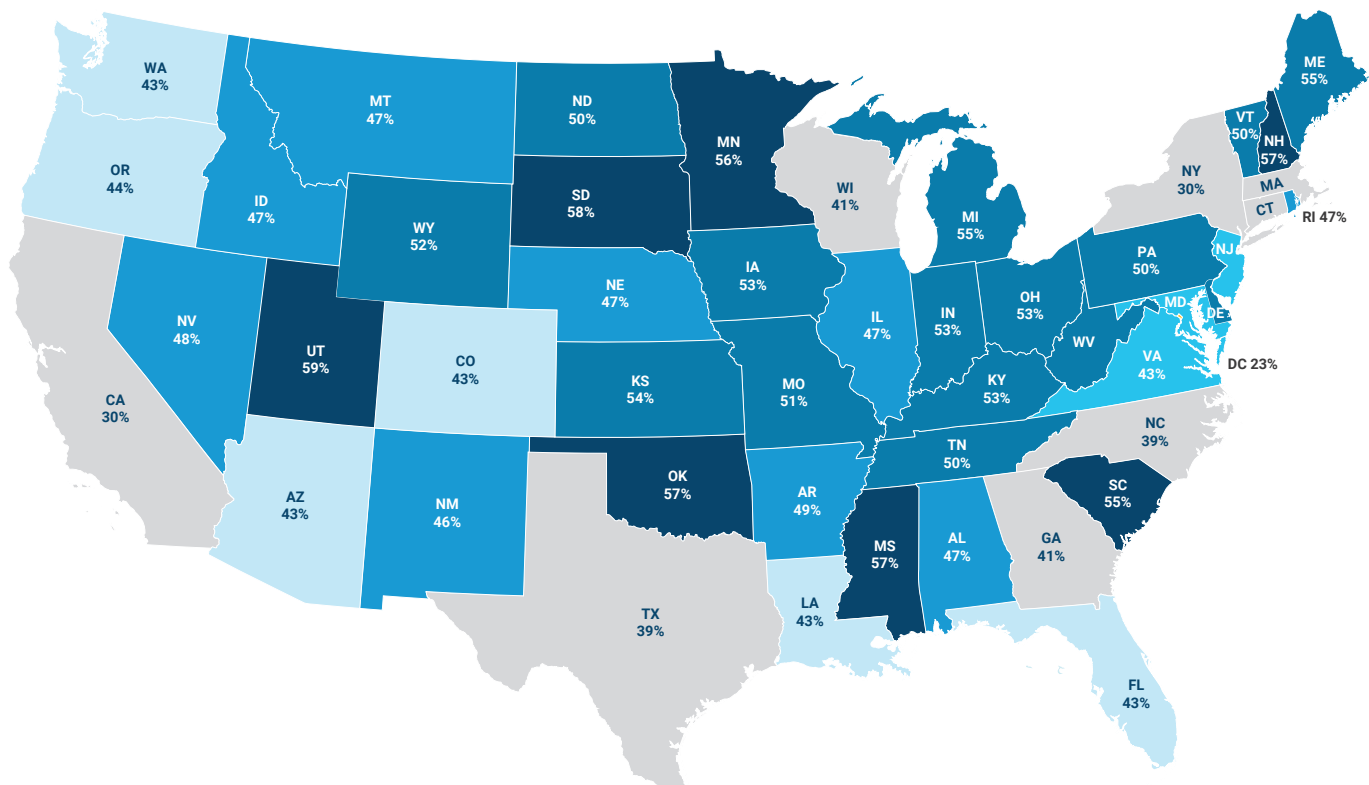 WA
43%
OR
44%
CA
30%
NV
48%
ID
47%
MT
47%
WY
52%
UT
59%
AZ
43%
CO
43%
NM
46%
ND
50%
SD
58%
NE
47%
KS
54%
OK
57%
TX
39%
MN
56%
IA
53%
MO
51%
AR
49%
LA
43%
WI
41%
IL
47%
MI
55%
IN
53%
OH
53%
KY
53%
TN
50%
MS
57%
AL
47%
GA
41%
FL
43%
SC
55%
NC
39%
VA
43%
WV
PA
50%
NY
30%
VT
50%
NH
57%
ME
55%
MA
CT
RI 47%
NJ
MD
DE
DC 23%